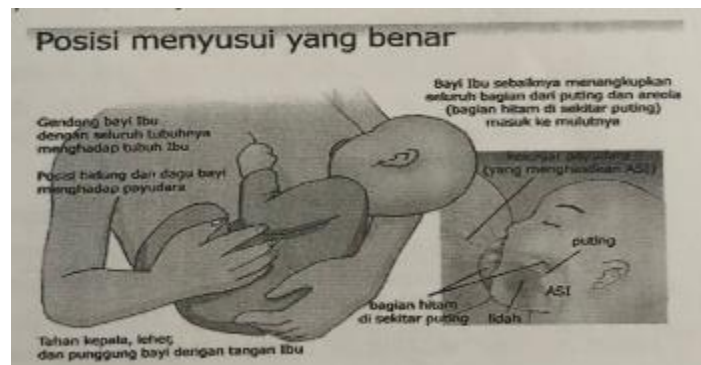 Posisi menyusui yang benar
Bayi Ibu sebaiknya menangkupkan
seluruh bagian dari puting dan areola
(bagian hitam di sekitar puting)
masuk ke mulutnya
Gendong bayi Ibu
dengan seluruh tubuhnya
menghadap tubuh Ibu
Posisi hidung dan dagu bayi
menghadap payudara
payudara
(yang menghasilkan ASI)
puting
ASI
lidah
bagian hitam
di sekitar puting
Tahan kepala, leher,
dan punggung bayi dengan tangan Ibu